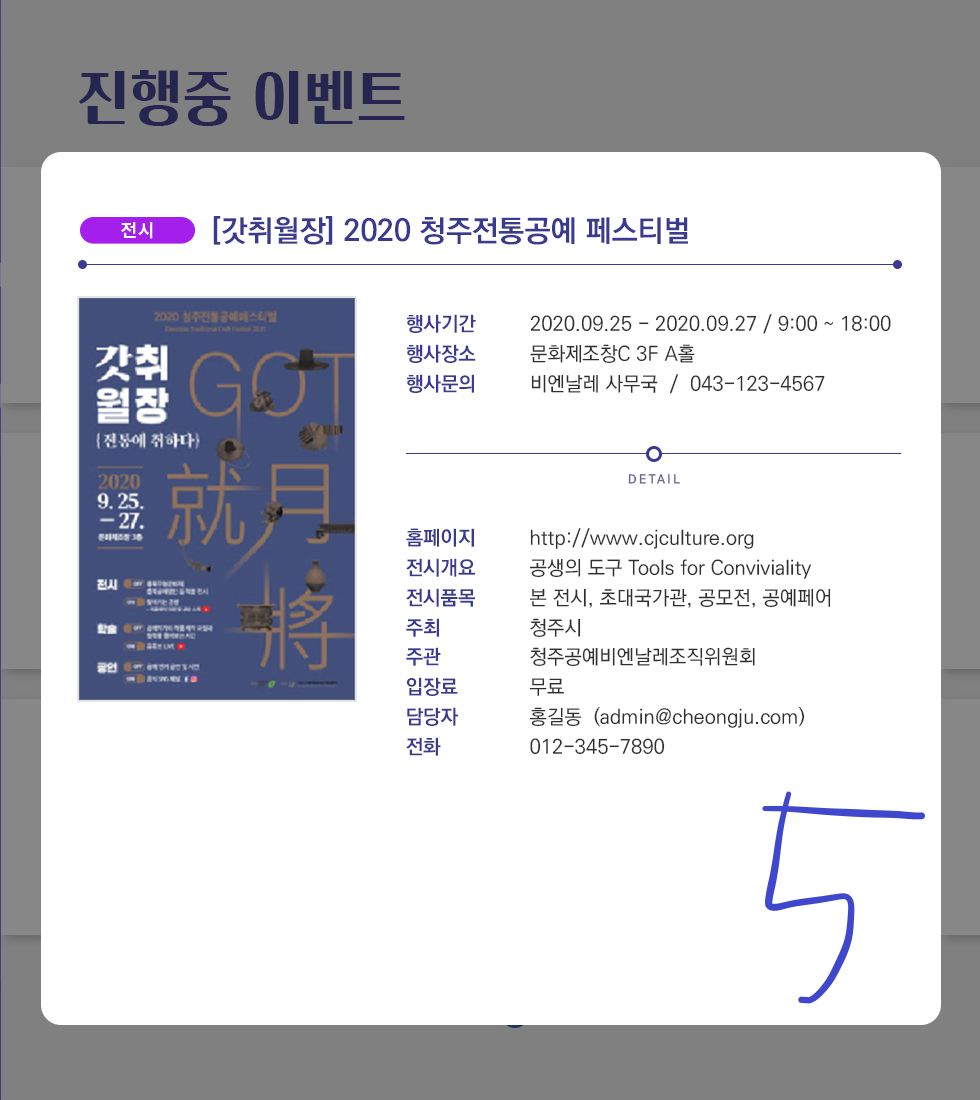 진행중 이벤트
전시 [갓취월장] 2020 청주전통공예 페스티벌
2020 청주전통공예페스티벌
갓취
월장
{전통에 취하다}
GOT
就月
將
2020
9. 25.
– 27.
문화제조창 3층
전시
학술
공연
행사기간 2020.09.25 - 2020.09.27 / 9:00 ~ 18:00
행사장소 문화제조창C 3F A홀
행사문의 비엔날레 사무국 / 043-123-4567
DETAIL
홈페이지 http://www.cjculture.org
전시개요 공생의 도구 Tools for Conviviality
전시품목 본 전시, 초대국가관, 공모전, 공예페어
주최 청주시
주관 청주공예비엔날레조직위원회
입장료 무료
담당자 홍길동 (admin@cheongju.com)
전화 012-345-7890
5